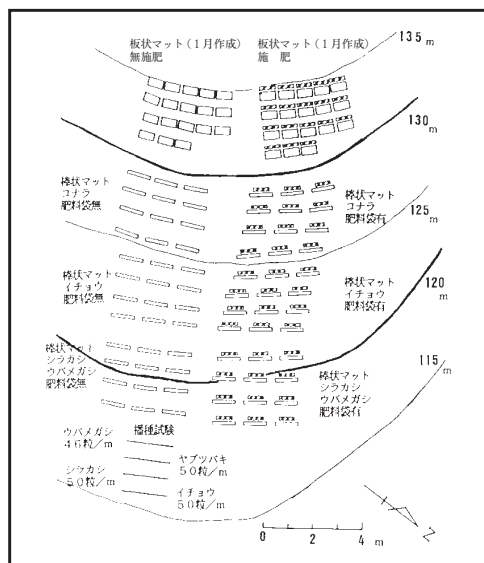 板状マット（1月作成）
無施肥
板状マット（1月作成）
施　肥
135
m
130
m
棒状マット
コナラ
肥料袋無
棒状マット
コナラ
肥料袋有
125
m
棒状マット
イチョウ
肥料袋無
棒状マット
イチョウ
肥料袋有
120
m
棒状マット
シラカシ
ウバメガシ
肥料袋無
棒状マット
シラカシ
ウバメガシ
肥料袋有
115
m
播種試験
ウバメガシ
46粒／m
ヤブツバキ
50粒／m
シラカシ
50粒／m
イチョウ
50粒／m
N
0 2 4
m